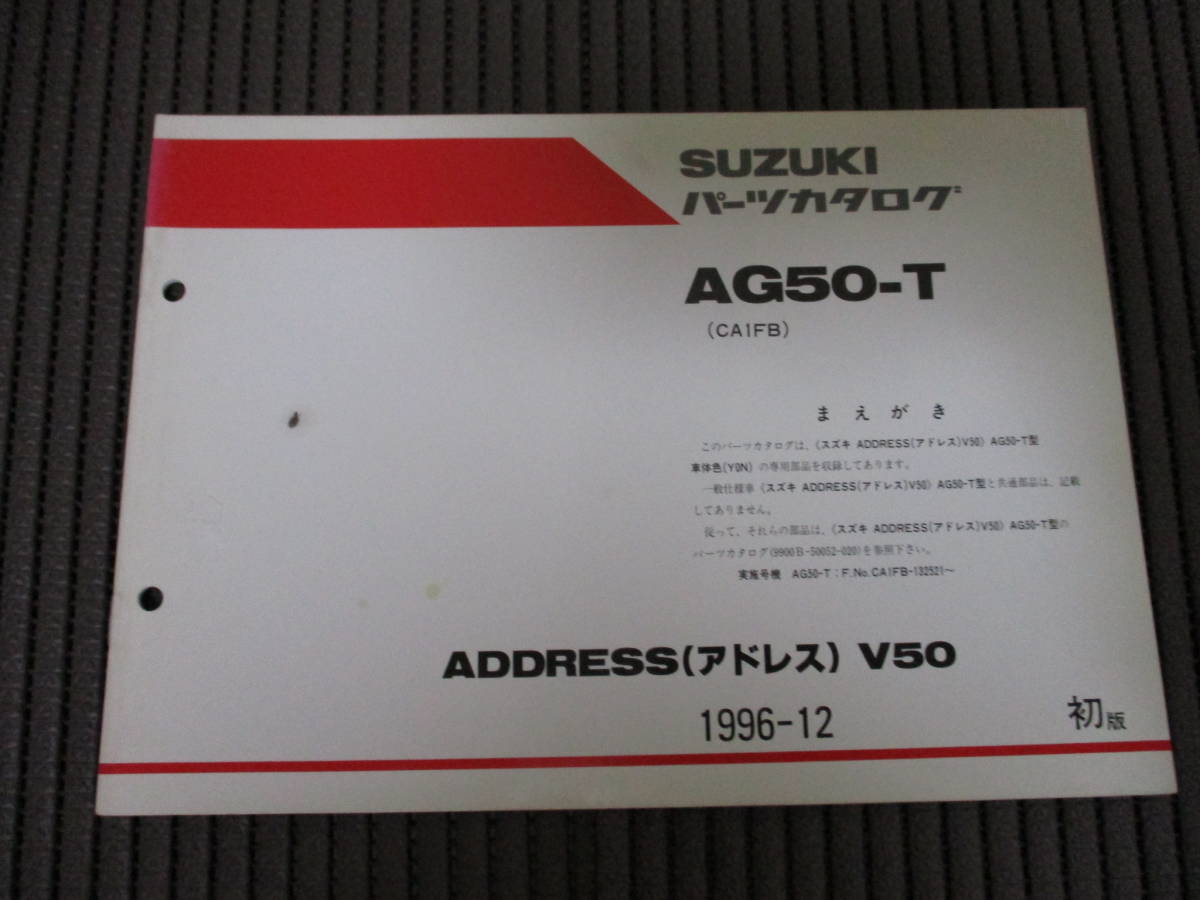 SUZUKI
パーツカタログ
AG50-T
(CA1FB)
まえがき
このパーツカタログは、《スズキ ADDRESS(アドレス)V50》AG50-T型
車体色(Y0N)の専用部品を収録してあります。
一般仕様車《スズキ ADDRESS(アドレス)V50》AG50-T型と共通部品は、記載
してありません。
従って、それらの部品は、《スズキ ADDRESS(アドレス)V50》AG50-T型の
パーツカタログ(9900B-50052-020)を参照下さい。
実施号機 AG50-T:F.No.CA1FB-132521~
ADDRESS(アドレス) V50
1996-12
初版